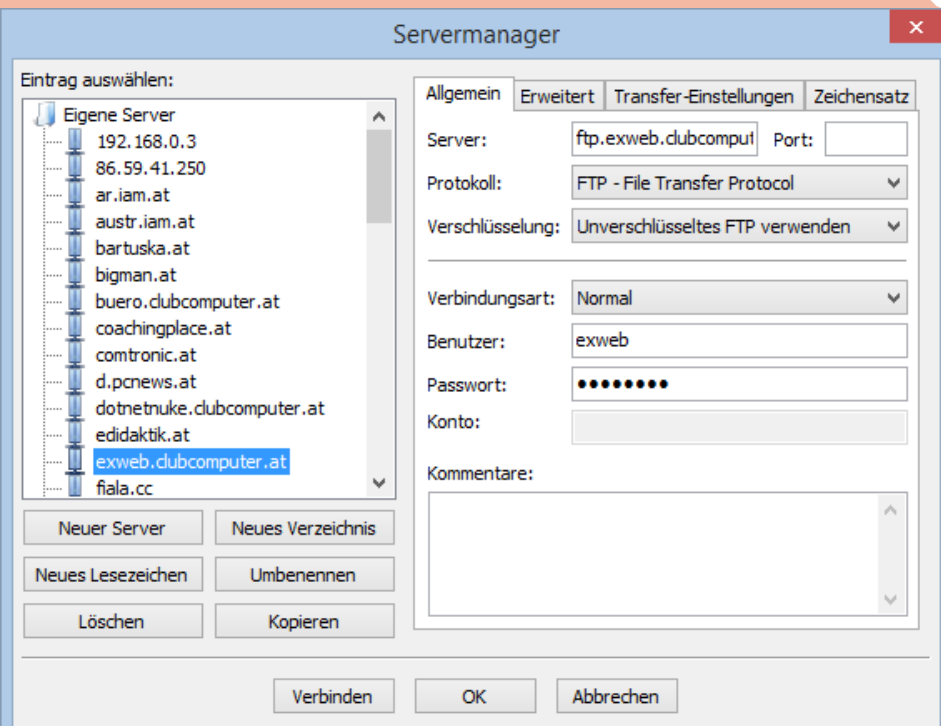 Servermanager
Eintrag auswählen:
Eigene Server
192.168.0.3
86.59.41.250
ar.iam.at
austr.iam.at
bartuska.at
bigman.at
buero.clubcomputer.at
coachingplace.at
comtronic.at
d.pcnews.at
dotnetnuke.clubcomputer.at
edidaktik.at
exweb.clubcomputer.at
fiala.cc
Neuer Server Neues Verzeichnis
Neues Lesezeichen Umbenennen
Löschen Kopieren
Allgemein Erweitert Transfer-Einstellungen Zeichensatz
Server: ftp.exweb.clubcomput Port:
Protokoll: FTP - File Transfer Protocol
Verschlüsselung: Unverschlüsseltes FTP verwenden
Verbindungsart: Normal
Benutzer: exweb
Passwort: ●●●●●●●●
Konto:
Kommentare:
Verbinden OK Abbrechen